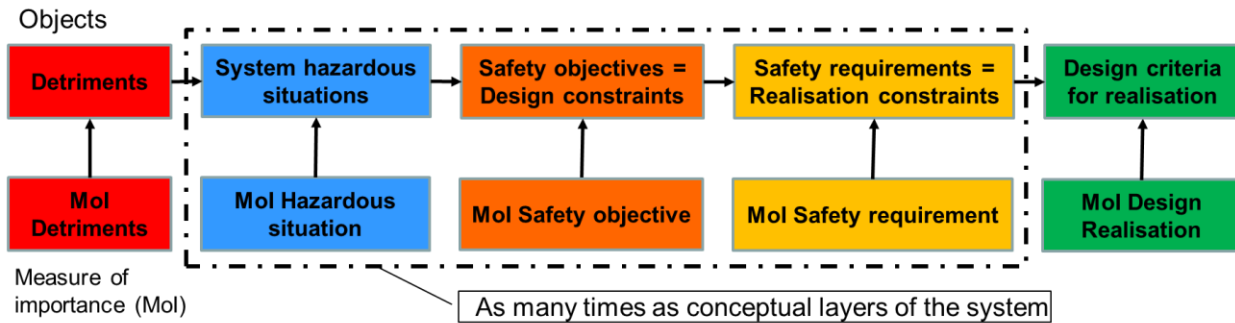 Objects
Detriments
System hazardous
situations
Safety objectives =
Design constraints
Safety requirements =
Realisation constraints
Design criteria
for realisation
MoI
Detriments
MoI Hazardous
situation
MoI Safety objective
MoI Safety requirement
MoI Design
Realisation
Measure of
importance (MoI)
As many times as conceptual layers of the system